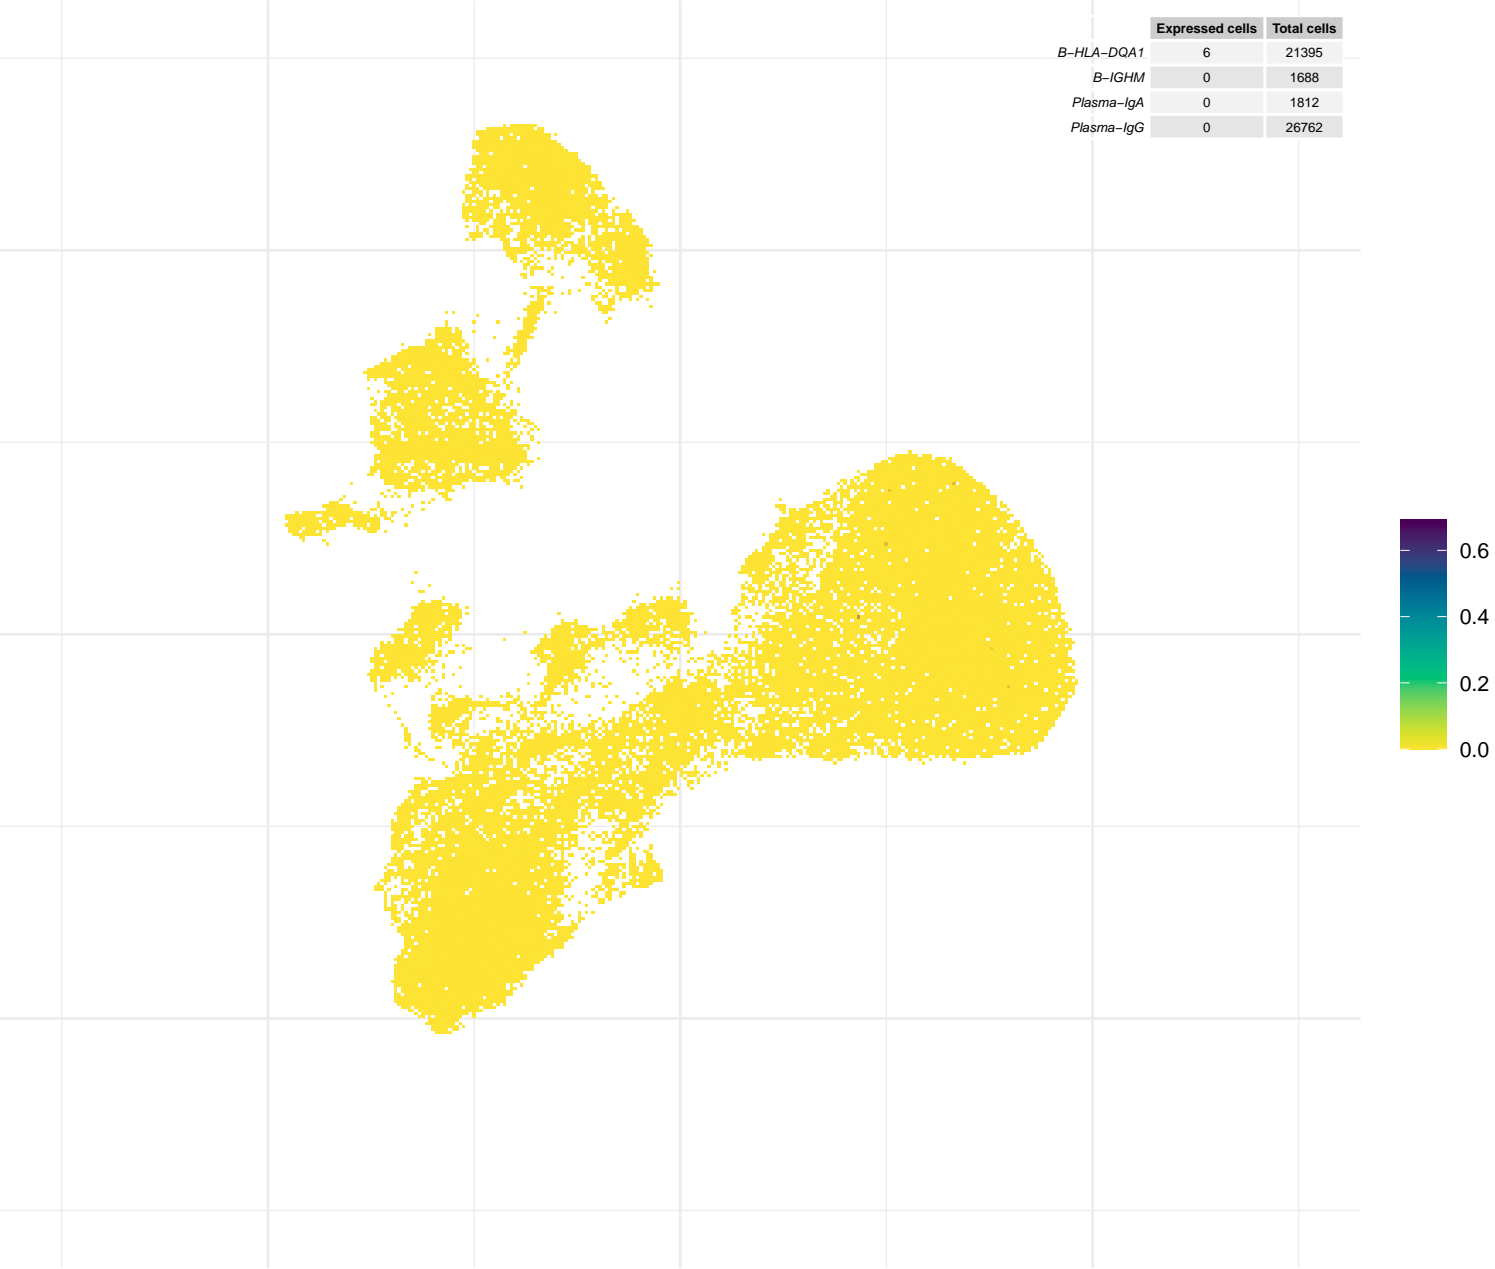 Expressed cells Total cells
B−HLA−DQA1 6 21395
B−IGHM 0 1688
Plasma−IgA 0 1812
Plasma−IgG 0 26762
0.6
0.4
0.2
0.0